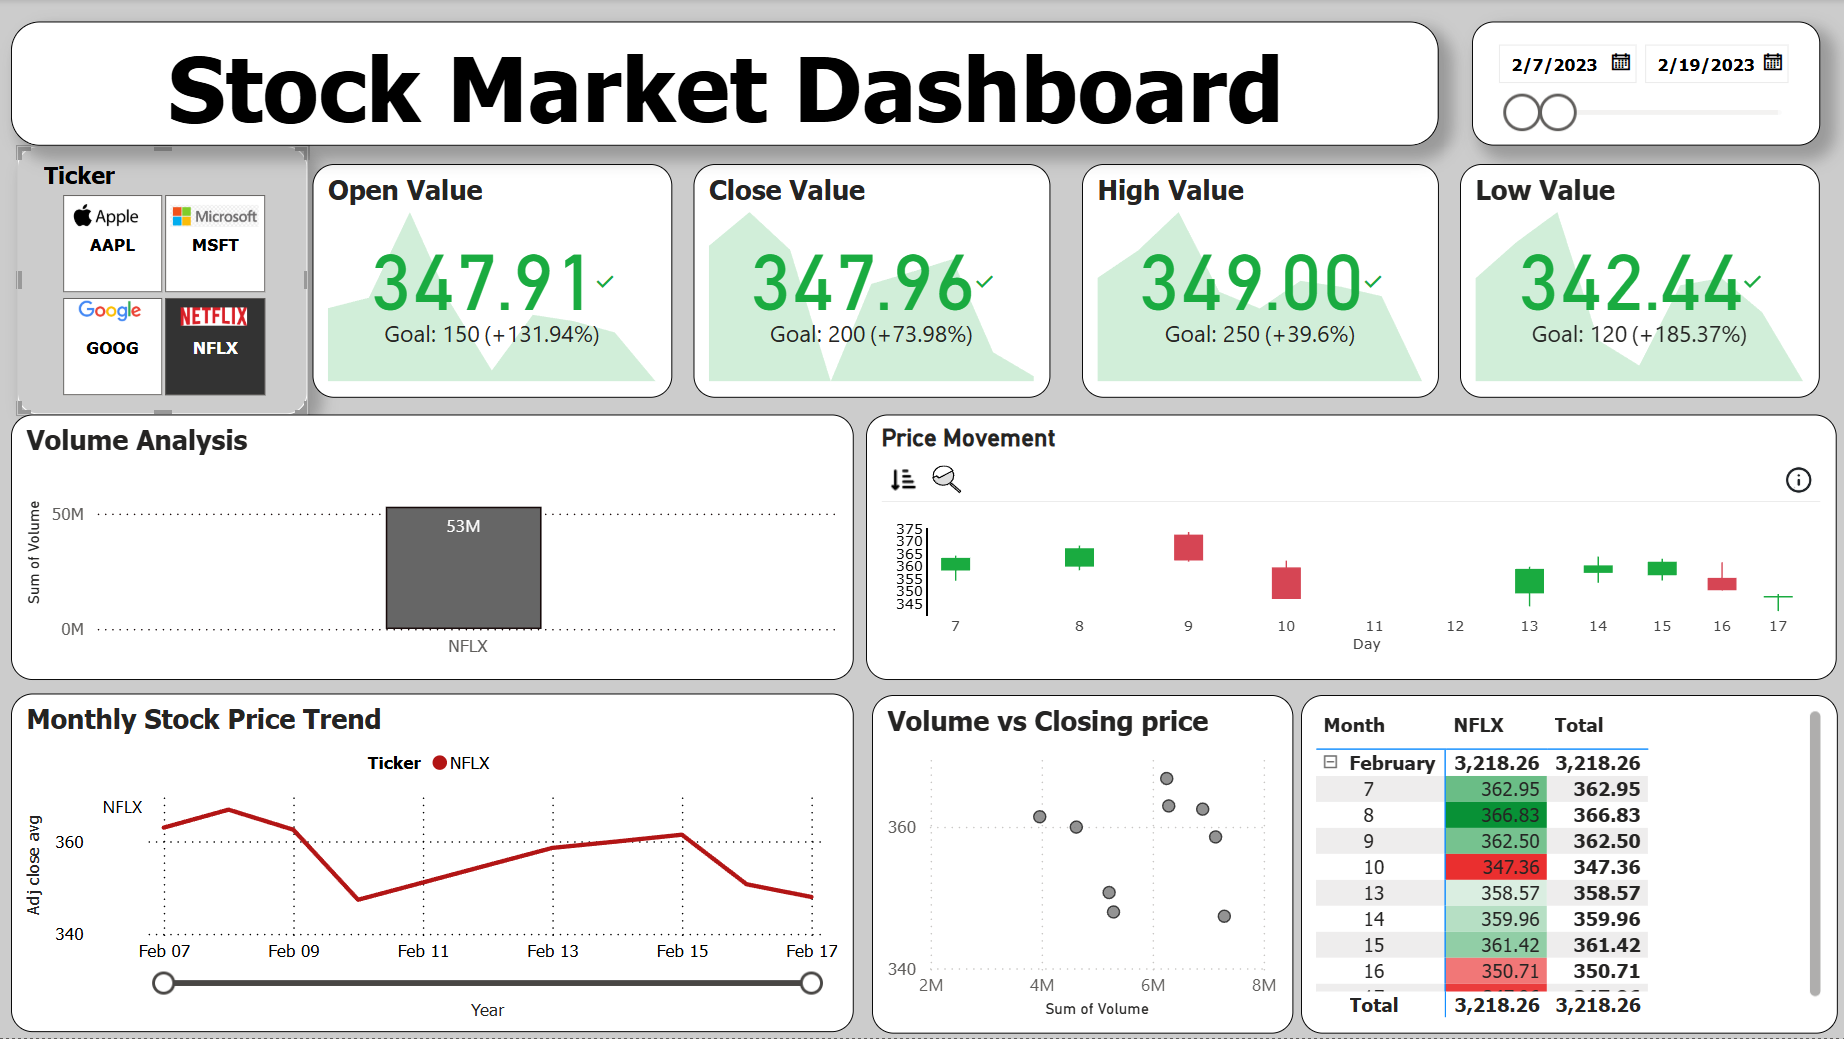 Stock Market Dashboard
2/7/2023
2/19/2023
Ticker
Apple
AAPL
Microsoft
MSFT
Google
GOOG
NETFLIX
NFLX
Open Value
347.91
Goal: 150 (+131.94%)
Close Value
347.96
Goal: 200 (+73.98%)
High Value
349.00
Goal: 250 (+39.6%)
Low Value
342.44
Goal: 120 (+185.37%)
Volume Analysis
Sum of Volume
50M
0M
53M
NFLX
Price Movement
375
370
365
360
355
350
345
7 8 9 10 11 12 13 14 15 16 17
Day
Monthly Stock Price Trend
Ticker NFLX
NFLX
Adj close avg
360
340
Feb 07 Feb 09 Feb 11 Feb 13 Feb 15 Feb 17
Year
Volume vs Closing price
360
340
2M 4M 6M 8M
Sum of Volume
Month NFLX Total
February 3,218.26 3,218.26
7 362.95 362.95
8 366.83 366.83
9 362.50 362.50
10 347.36 347.36
13 358.57 358.57
14 359.96 359.96
15 361.42 361.42
16 350.71 350.71
Total 3,218.26 3,218.26